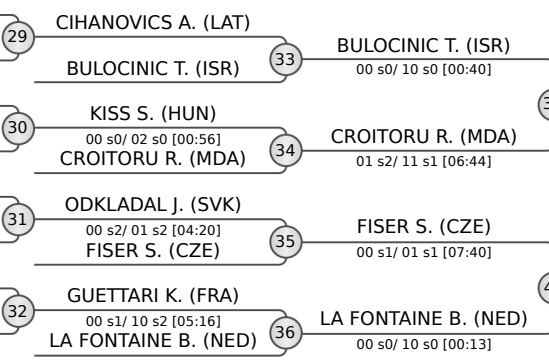 CIHANOVICS A. (LAT)
29
BULOCINIC T. (ISR)
33
BULOCINIC T. (ISR)
00 s0/ 10 s0 [00:40]
KISS S. (HUN)
30
00 s0/ 02 s0 [00:56]
CROITORU R. (MDA)
34
CROITORU R. (MDA)
01 s2/ 11 s1 [06:44]
ODKLADAL J. (SVK)
31
00 s2/ 01 s2 [04:20]
FISER S. (CZE)
35
FISER S. (CZE)
00 s1/ 01 s1 [07:40]
GUETTARI K. (FRA)
32
00 s1/ 10 s2 [05:16]
LA FONTAINE B. (NED)
36
LA FONTAINE B. (NED)
00 s0/ 10 s0 [00:13]